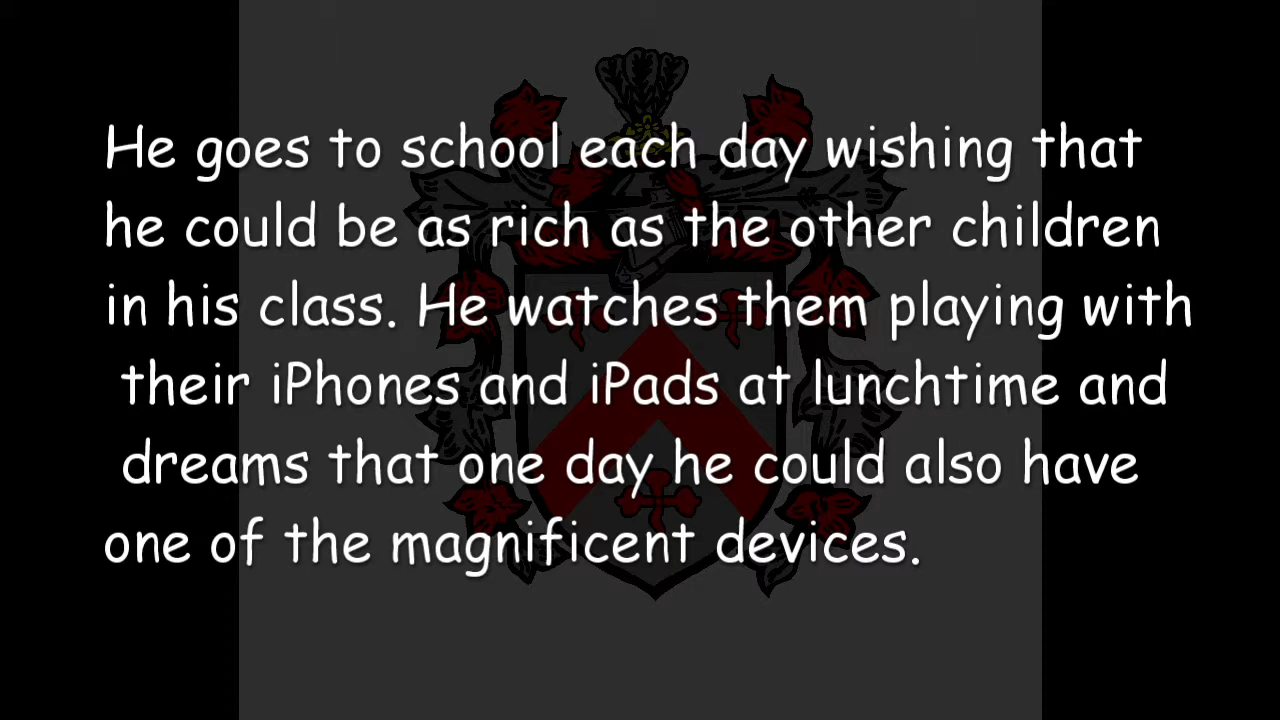 He goes to school each day wishing that
he could be as rich as the other children
in his class. He watches them playing with
their iPhones and iPads at lunchtime and
dreams that one day he could also have
one of the magnificent devices.